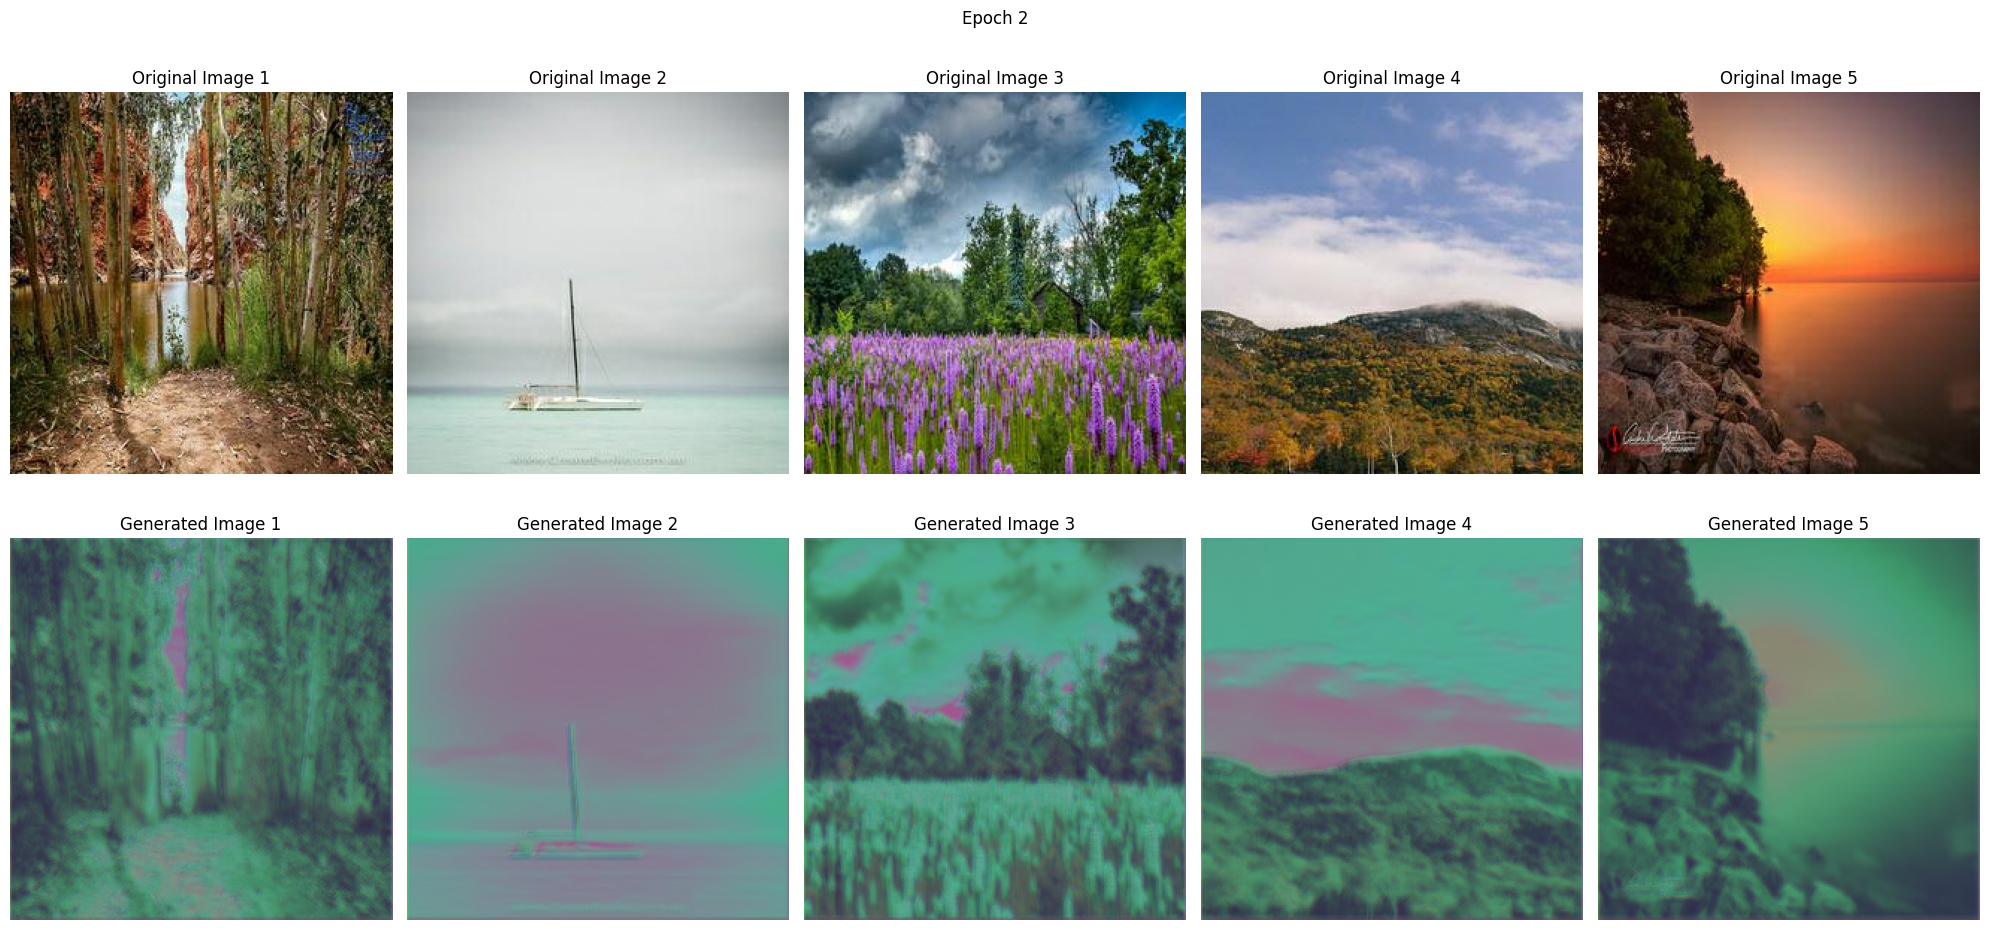 Epoch 2
Original Image 1
Original Image 2
Original Image 3
Original Image 4
Original Image 5
PHOTOGRAPHY
Generated Image 1
Generated Image 2
Generated Image 3
Generated Image 4
Generated Image 5